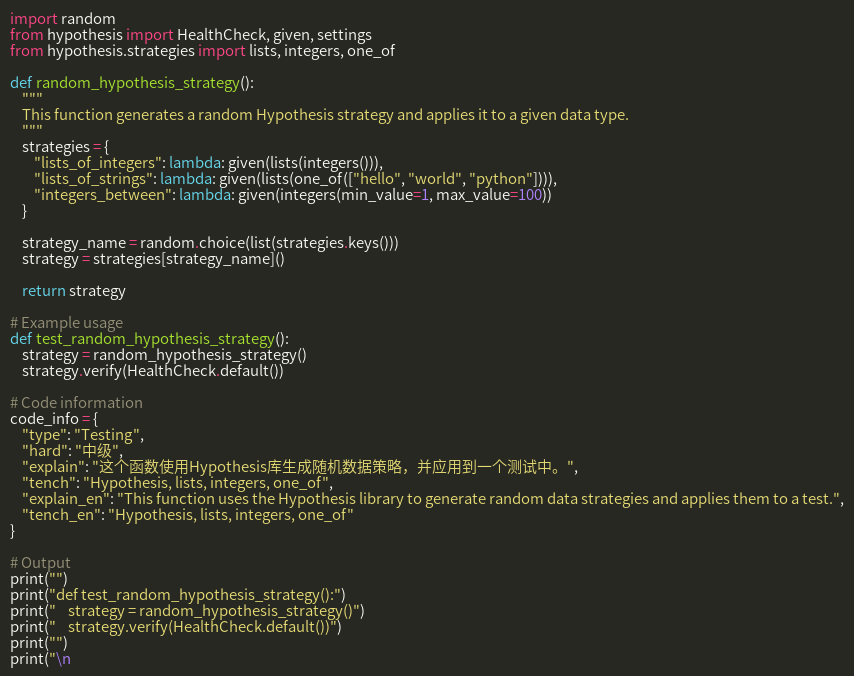 import random
from hypothesis import HealthCheck, given, settings
from hypothesis.strategies import lists, integers, one_of

def random_hypothesis_strategy():
    """
    This function generates a random Hypothesis strategy and applies it to a given data type.
    """
    strategies = {
        "lists_of_integers": lambda: given(lists(integers())),
        "lists_of_strings": lambda: given(lists(one_of(["hello", "world", "python"]))),
        "integers_between": lambda: given(integers(min_value=1, max_value=100))
    }

    strategy_name = random.choice(list(strategies.keys()))
    strategy = strategies[strategy_name]()

    return strategy

# Example usage
def test_random_hypothesis_strategy():
    strategy = random_hypothesis_strategy()
    strategy.verify(HealthCheck.default())

# Code information
code_info = {
    "type": "Testing",
    "hard": "中级",
    "explain": "这个函数使用Hypothesis库生成随机数据策略，并应用到一个测试中。",
    "tench": "Hypothesis, lists, integers, one_of",
    "explain_en": "This function uses the Hypothesis library to generate random data strategies and applies them to a test.",
    "tench_en": "Hypothesis, lists, integers, one_of"
}

# Output
print("")
print("def test_random_hypothesis_strategy():")
print("    strategy = random_hypothesis_strategy()")
print("    strategy.verify(HealthCheck.default())")
print("")
print("\n